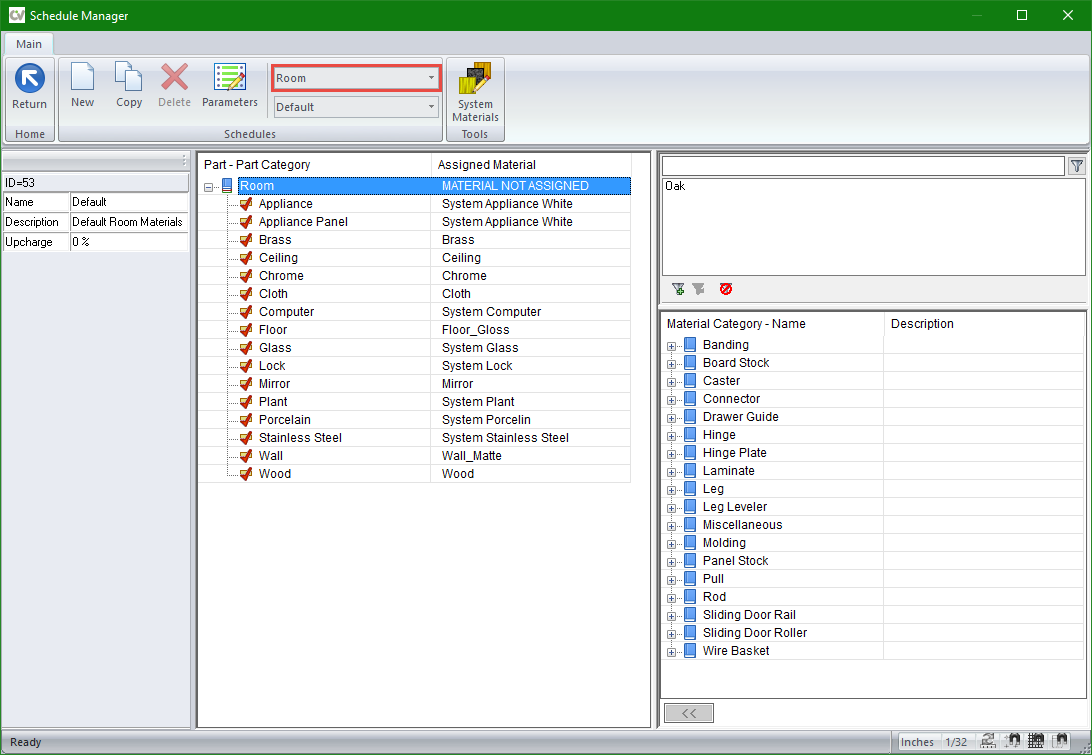 CV Schedule Manager
Main
Return
New
Copy
Delete
Parameters
Room
Default
System
Materials
Home
Schedules
Tools
ID=53
Name Default
Description Default Room Materials
Upcharge 0 %
Part - Part Category Assigned Material
Room MATERIAL NOT ASSIGNED
Appliance System Appliance White
Appliance Panel System Appliance White
Brass Brass
Ceiling Ceiling
Chrome Chrome
Cloth Cloth
Computer System Computer
Floor Floor_Gloss
Glass System Glass
Lock System Lock
Mirror Mirror
Plant System Plant
Porcelain System Porcelin
Stainless Steel System Stainless Steel
Wall Wall_Matte
Wood Wood
Oak
Material Category - Name Description
Banding
Board Stock
Caster
Connector
Drawer Guide
Hinge
Hinge Plate
Laminate
Leg
Leg Leveler
Miscellaneous
Molding
Panel Stock
Pull
Rod
Sliding Door Rail
Sliding Door Roller
Wire Basket
<<
Ready
Inches 1/32